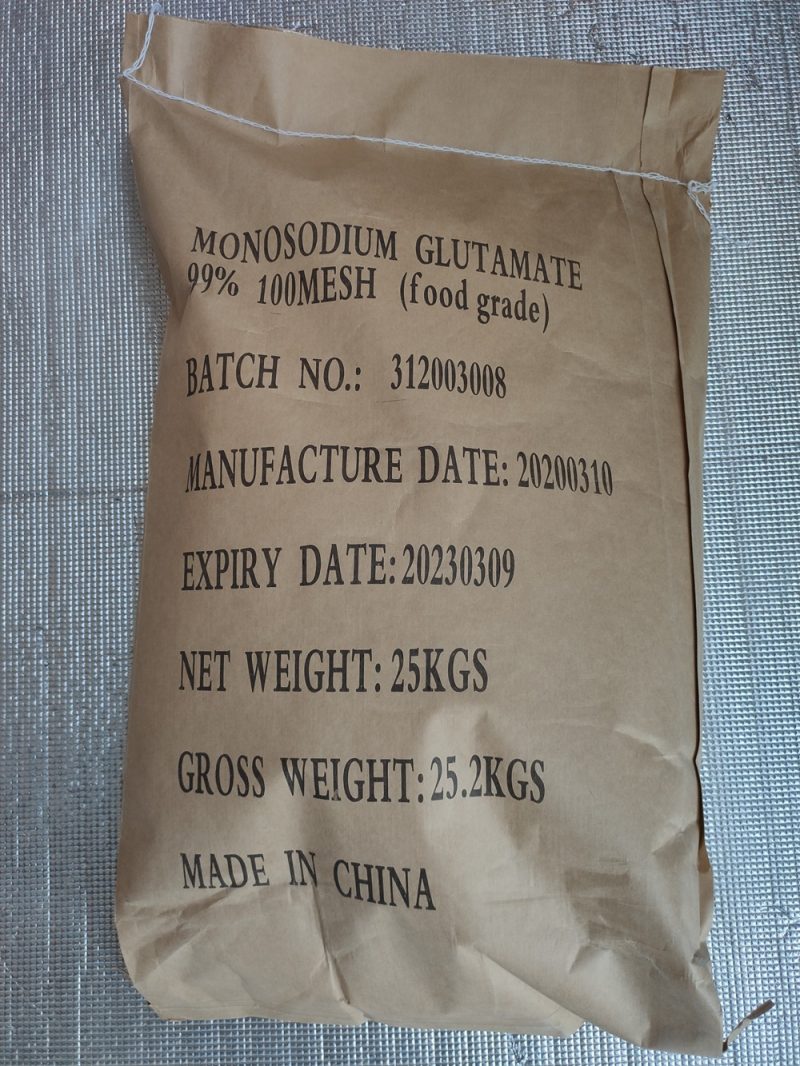 MONOSODIUM GLUTAMATE
99% 100MESH (food grade)
BATCH NO.: 312003008
MANUFACTURE DATE: 20200310
EXPIRY DATE:20230309
NET WEIGHT: 25KGS
GROSS WEIGHT:25.2KGS
MADE IN CHINA